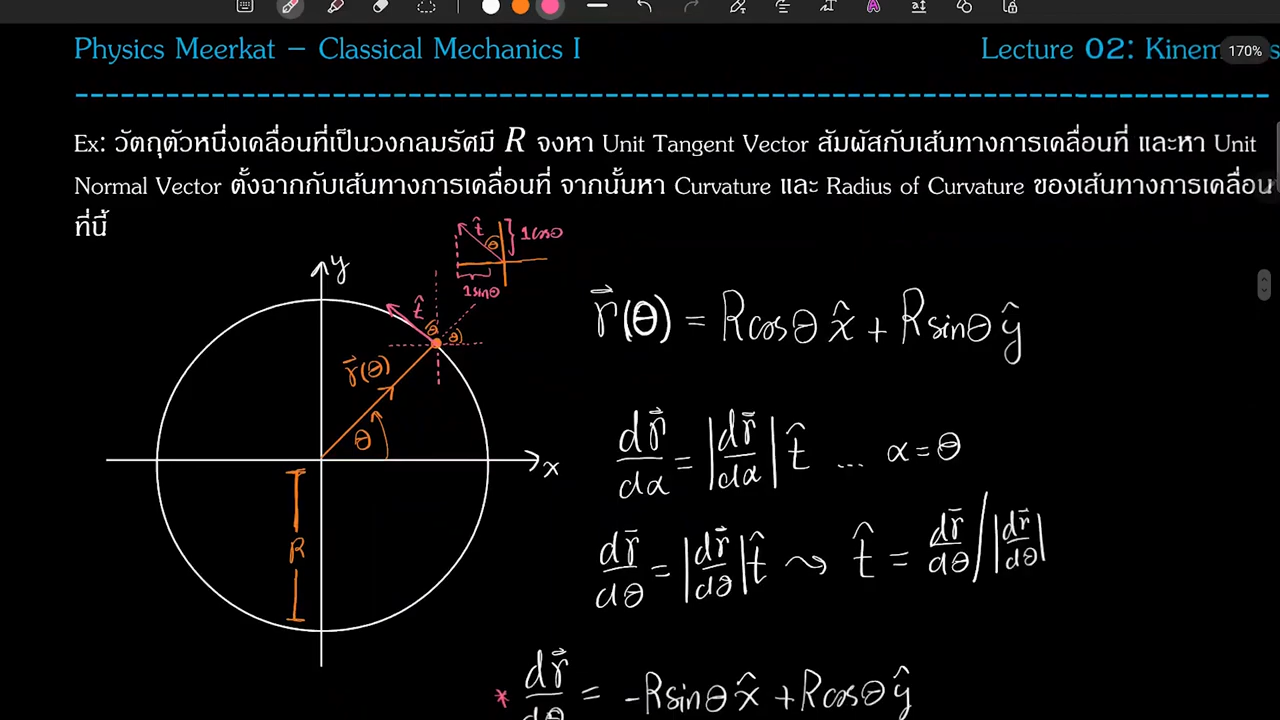 Physics Meerkat – Classical Mechanics I
Lecture 02: Kinem
170%
Ex: วัตถุตัวหนึ่งเคลื่อนที่เป็นวงกลมรัศมี R จงหา Unit Tangent Vector สัมผัสกับเส้นทางการเคลื่อนที่ และหา Unit
Normal Vector ตั้งฉากกับเส้นทางการเคลื่อนที่ จากนั้นหา Curvature และ Radius of Curvature ของเส้นทางการเคลื่อน
ที่นี้
t̂ θ 1cosθ
1sinθ
y
t̂
θ θ
r⃗(θ)
θ
x
R
r⃗(θ) = Rcosθ x̂ + Rsinθ ŷ
dr⃗/dα = |dr⃗/dα| t̂ ... α = θ
dr⃗/dθ = |dr⃗/dθ| t̂ ⇝ t̂ = dr⃗/dθ / |dr⃗/dθ|
* dr⃗/dθ = -Rsinθ x̂ + Rcosθ ŷ